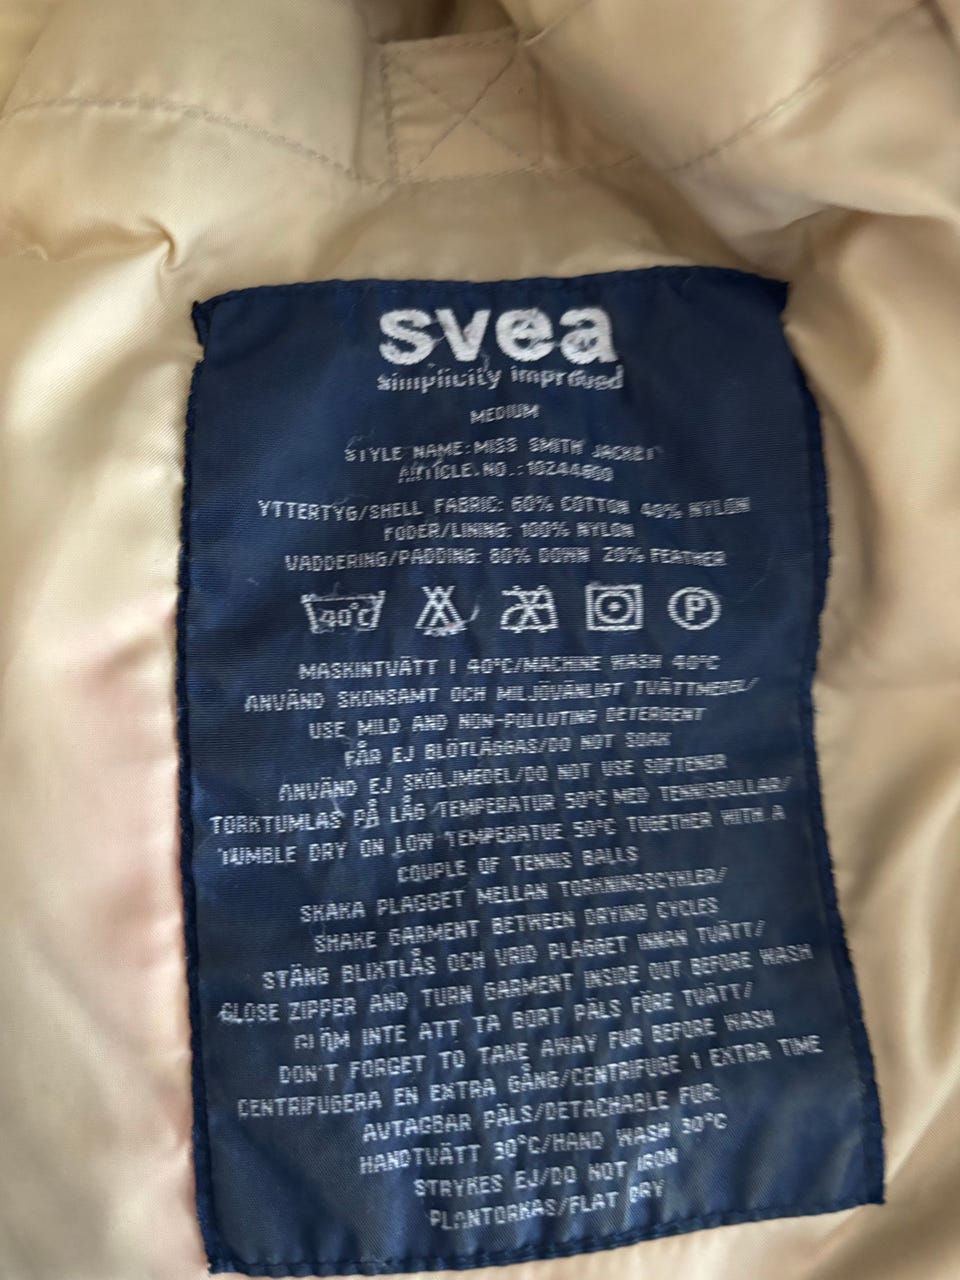 svea
simplicity improved
MEDIUM
STYLE NAME: MISS SMITH JACKET
ARTICLE.NO.:10244600
YTTERTYG/SHELL FABRIC: 60% COTTON 40% NYLON
FODER/LINING: 100% NYLON
VADDERING/PADDING: 80% DOWN 20% FEATHER
40°C P
MASKINTVÄTT I 40°C/MACHINE WASH 40°C
ANVÄND SKONSAMT OCH MILJÖVÄNLIGT TVÄTTMEDEL/
USE MILD AND NON-POLLUTING DETERGENT
FÅR EJ BLÖTLÄGGAS/DO NOT SOAK
ANVÄND EJ SKÖLJMEDEL/DO NOT USE SOFTENER
TORKTUMLAS PÅ LÅG TEMPERATUR 50°C MED TENNISBOLLAR/
TUMBLE DRY ON LOW TEMPERATUE 50°C TOGETHER WITH A
COUPLE OF TENNIS BALLS
SKAKA PLAGGET MELLAN TORKNINGSCYKLER/
SHAKE GARMENT BETWEEN DRYING CYCLES
STÄNG BLIXTLÅS OCH VRID PLAGGET INNAN TVÄTT/
CLOSE ZIPPER AND TURN GARMENT INSIDE OUT BEFORE WASH
GLÖM INTE ATT TA BORT PÄLS FÖRE TVÄTT/
DON'T FORGET TO TAKE AWAY FUR BEFORE WASH
CENTRIFUGERA EN EXTRA GÅNG/CENTRIFUGE 1 EXTRA TIME
AVTAGBAR PÄLS/DETACHABLE FUR:
HANDTVÄTT 30°C/HAND WASH 30°C
STRYKES EJ/DO NOT IRON
PLANTORKAS/FLAT DRY